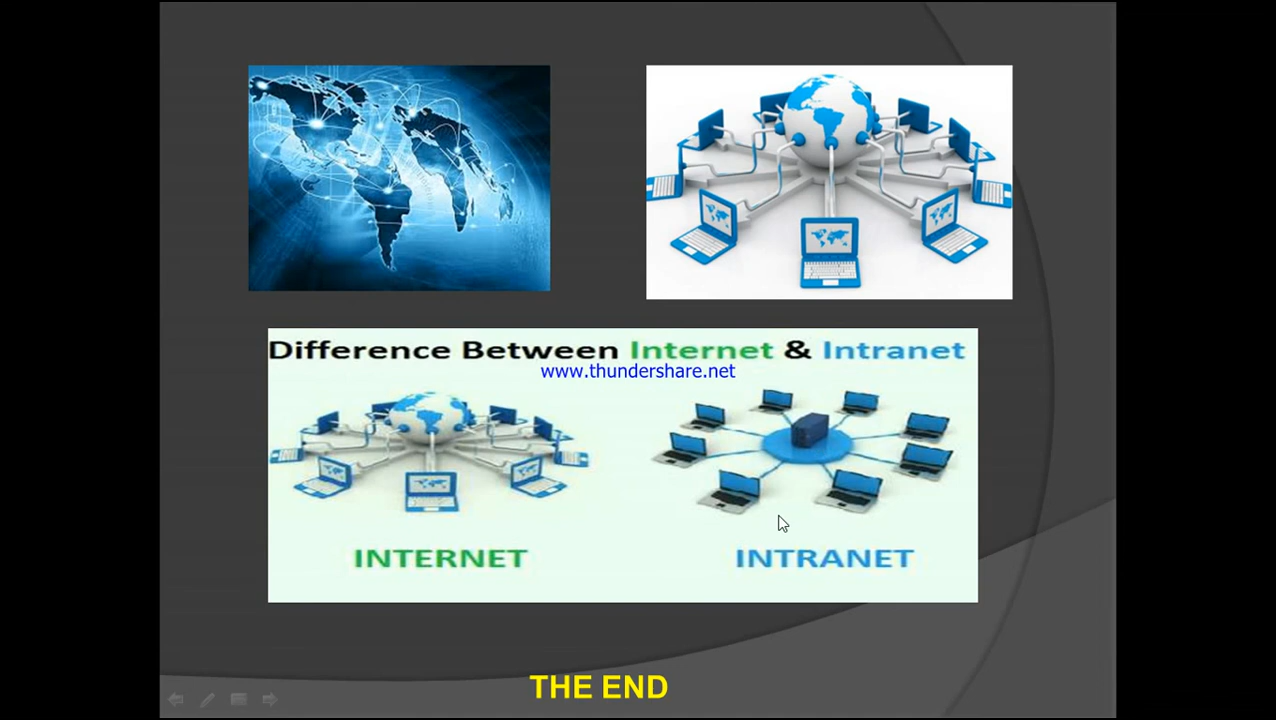 Difference Between Internet & Intranet
www.thundershare.net
INTERNET
INTRANET
THE END